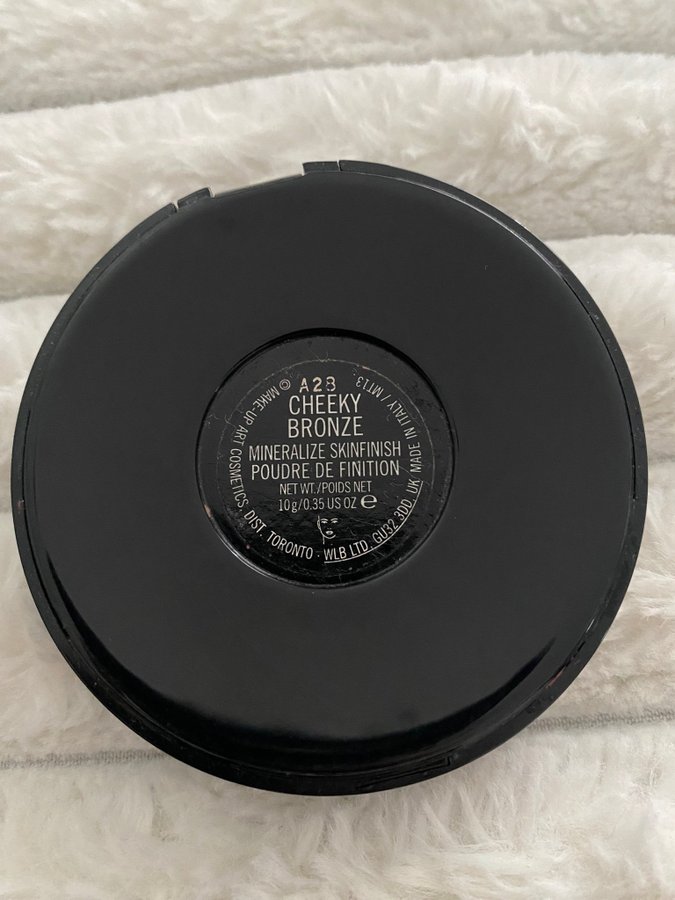 A28
CHEEKY
BRONZE
MINERALIZE SKINFINISH
POUDRE DE FINITION
NET WT./POIDS NET
10g/0.35 US OZ e
© MAKE-UP ART COSMETICS. DIST. TORONTO . WLB LTD. GU32 3DD, UK MADE IN ITALY / MT13